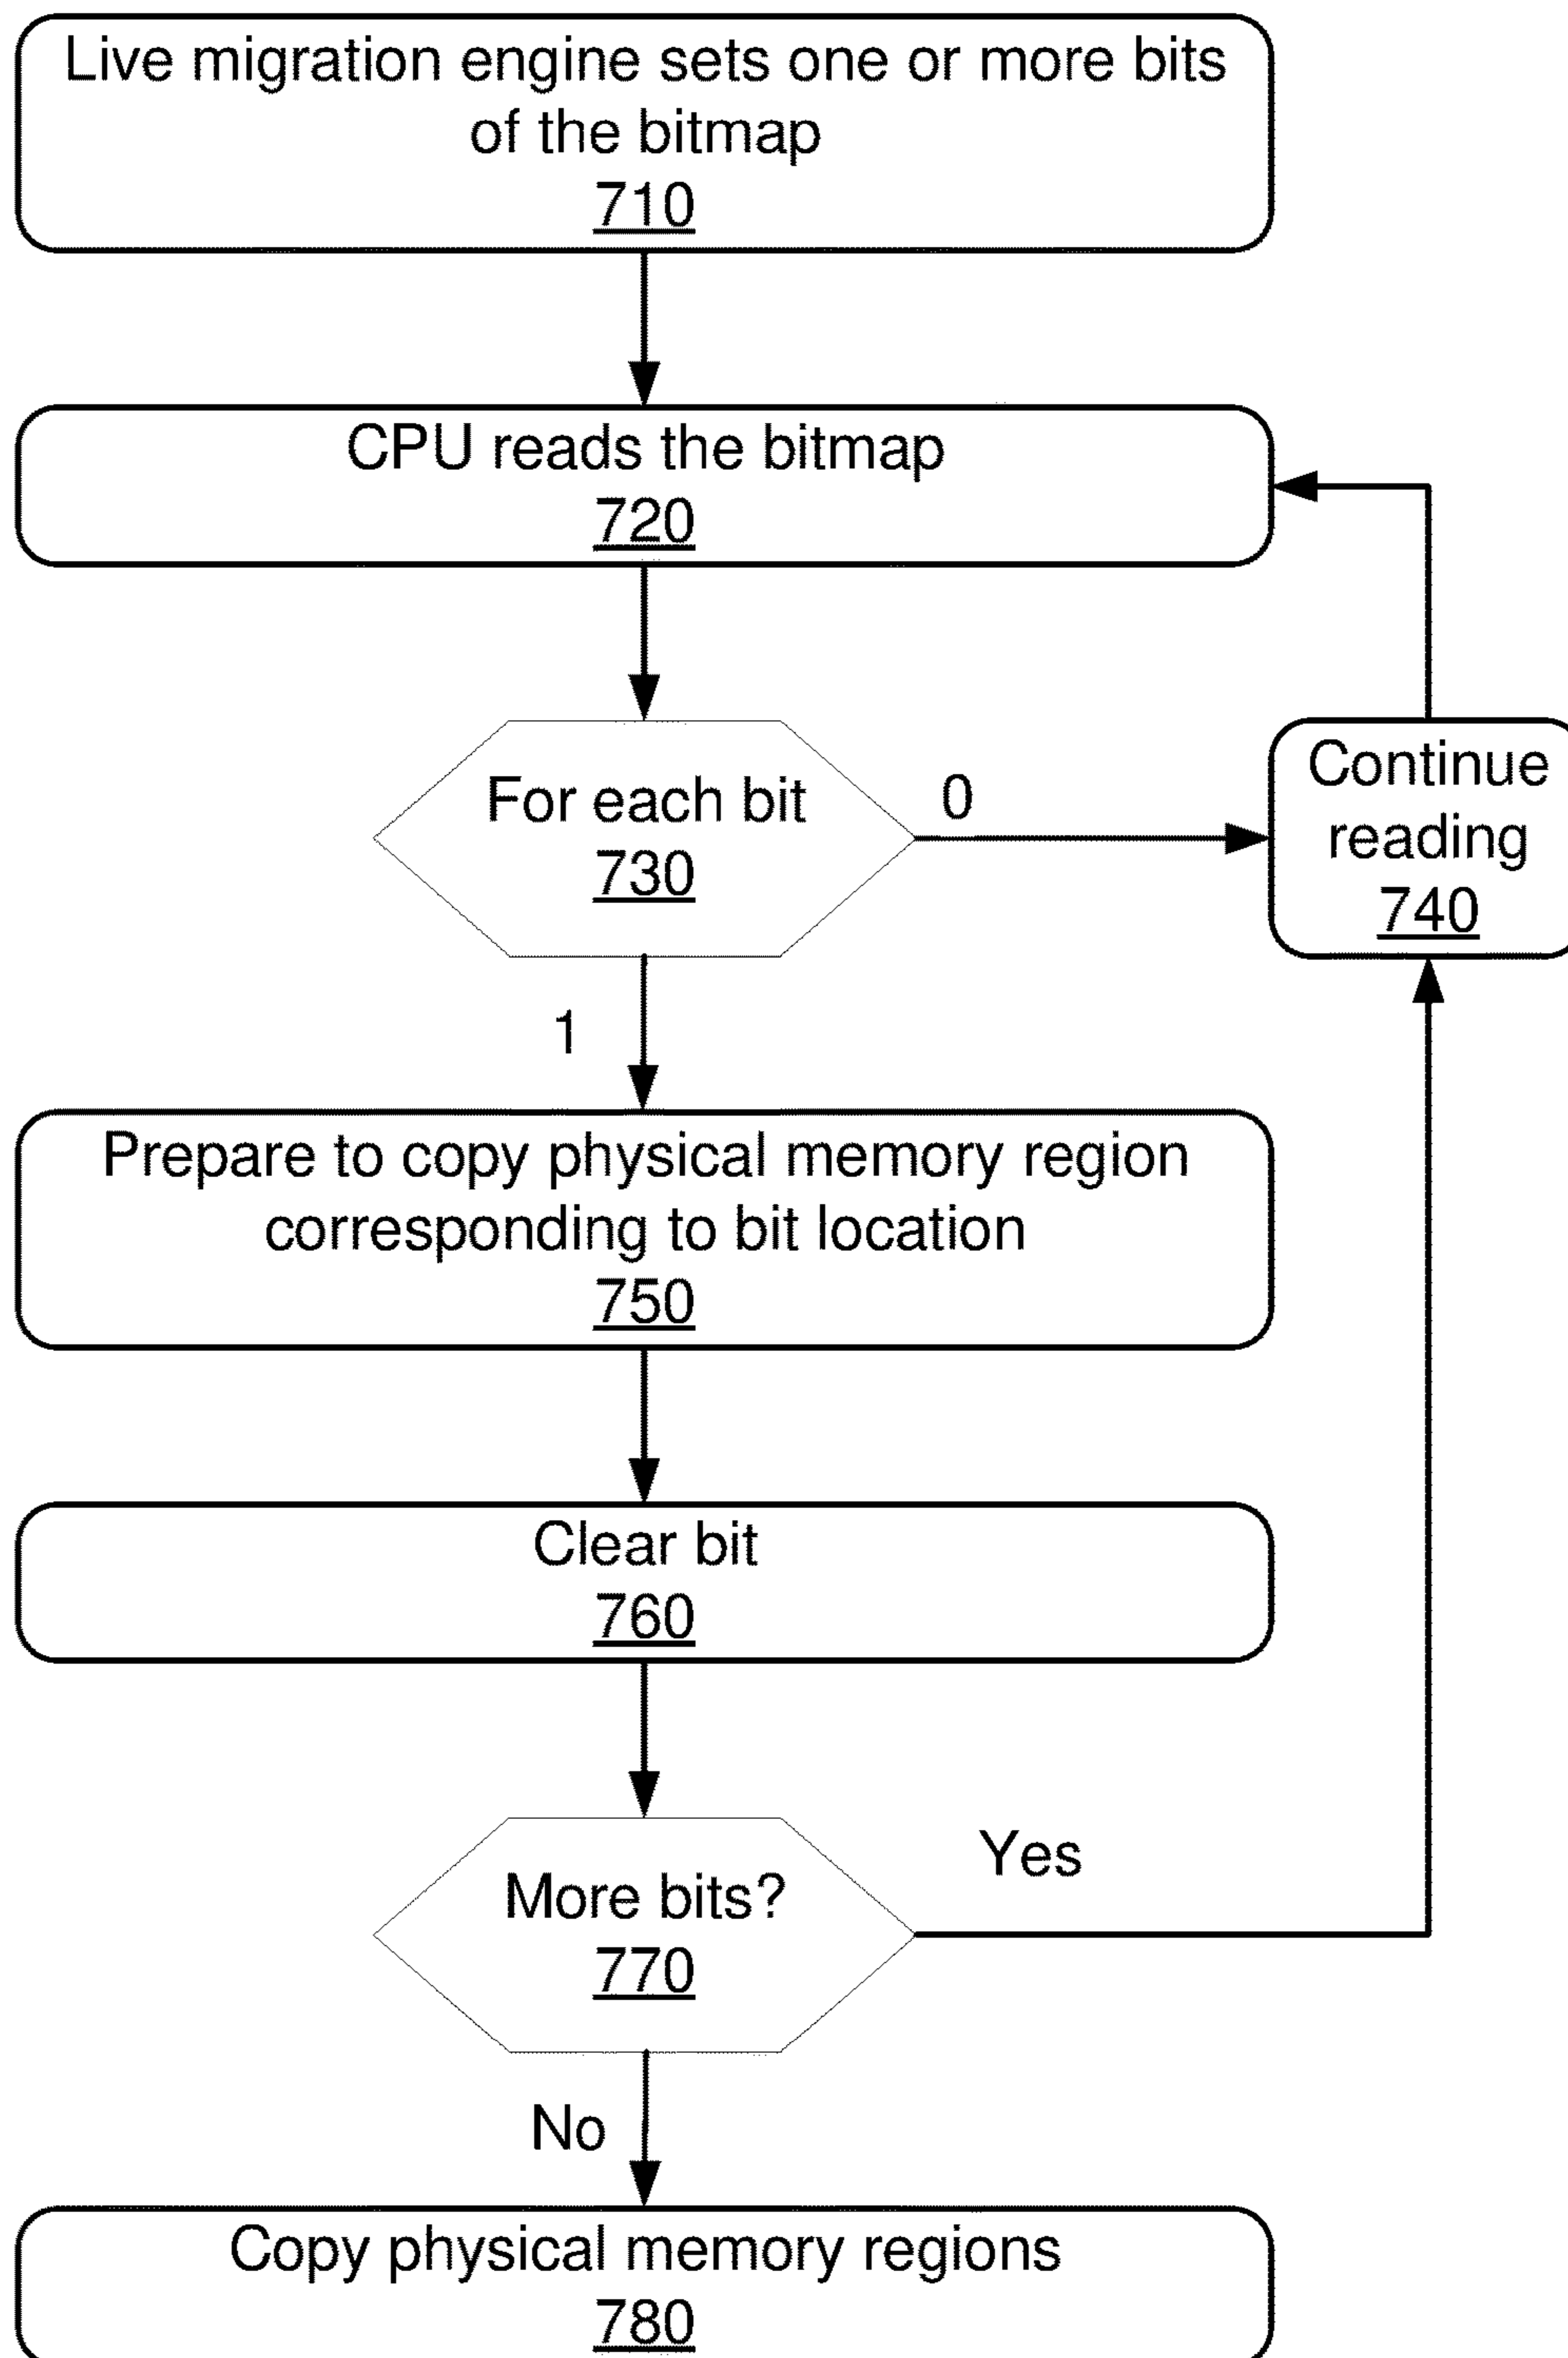 Live migration engine sets one or more bits
of the bitmap
710
CPU reads the bitmap
720
For each bit
730
0
Continue
reading
740
1
Prepare to copy physical memory region
corresponding to bit location
750
Clear bit
760
More bits?
770
Yes
No
Copy physical memory regions
780